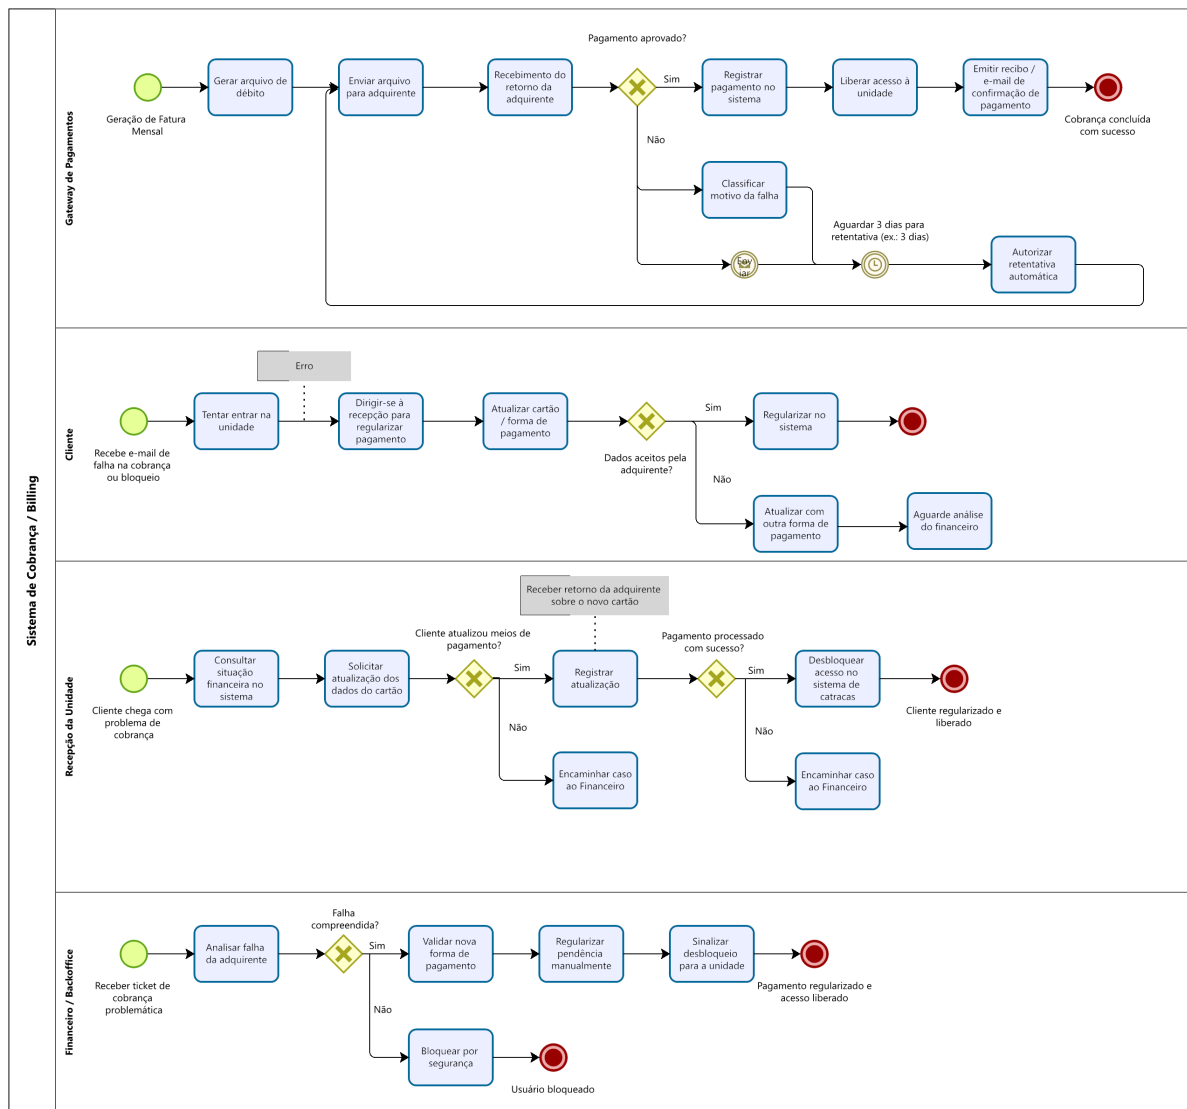 Sistema de Cobrança / Billing
Gateway de Pagamentos
Pagamento aprovado?
Geração de Fatura
Mensal
Gerar arquivo de
débito
Enviar arquivo
para adquirente
Recebimento do
retorno da
adquirente
Sim
Registrar
pagamento no
sistema
Liberar acesso à
unidade
Emitir recibo /
e-mail de
confirmação de
pagamento
Cobrança concluída
com sucesso
Não
Classificar
motivo da falha
Env
iar
Aguardar 3 dias para
retentativa (ex.: 3 dias)
Autorizar
retentativa
automática
Cliente
Erro
Recebe e-mail de
falha na cobrança
ou bloqueio
Tentar entrar na
unidade
Dirigir-se à
recepção para
regularizar
pagamento
Atualizar cartão
/ forma de
pagamento
Dados aceitos pela
adquirente?
Sim
Regularizar no
sistema
Não
Atualizar com
outra forma de
pagamento
Aguarde análise
do financeiro
Recepção da Unidade
Receber retorno da adquirente
sobre o novo cartão
Cliente chega com
problema de
cobrança
Consultar
situação
financeira no
sistema
Solicitar
atualização dos
dados do cartão
Cliente atualizou meios de
pagamento?
Sim
Registrar
atualização
Pagamento processado
com sucesso?
Sim
Desbloquear
acesso no
sistema de
catracas
Cliente regularizado e
liberado
Não
Encaminhar caso
ao Financeiro
Não
Encaminhar caso
ao Financeiro
Financeiro / Backoffice
Receber ticket de
cobrança
problemática
Analisar falha
da adquirente
Falha
compreendida?
Sim
Validar nova
forma de
pagamento
Regularizar
pendência
manualmente
Sinalizar
desbloqueio
para a unidade
Pagamento regularizado e
acesso liberado
Não
Bloquear por
segurança
Usuário bloqueado